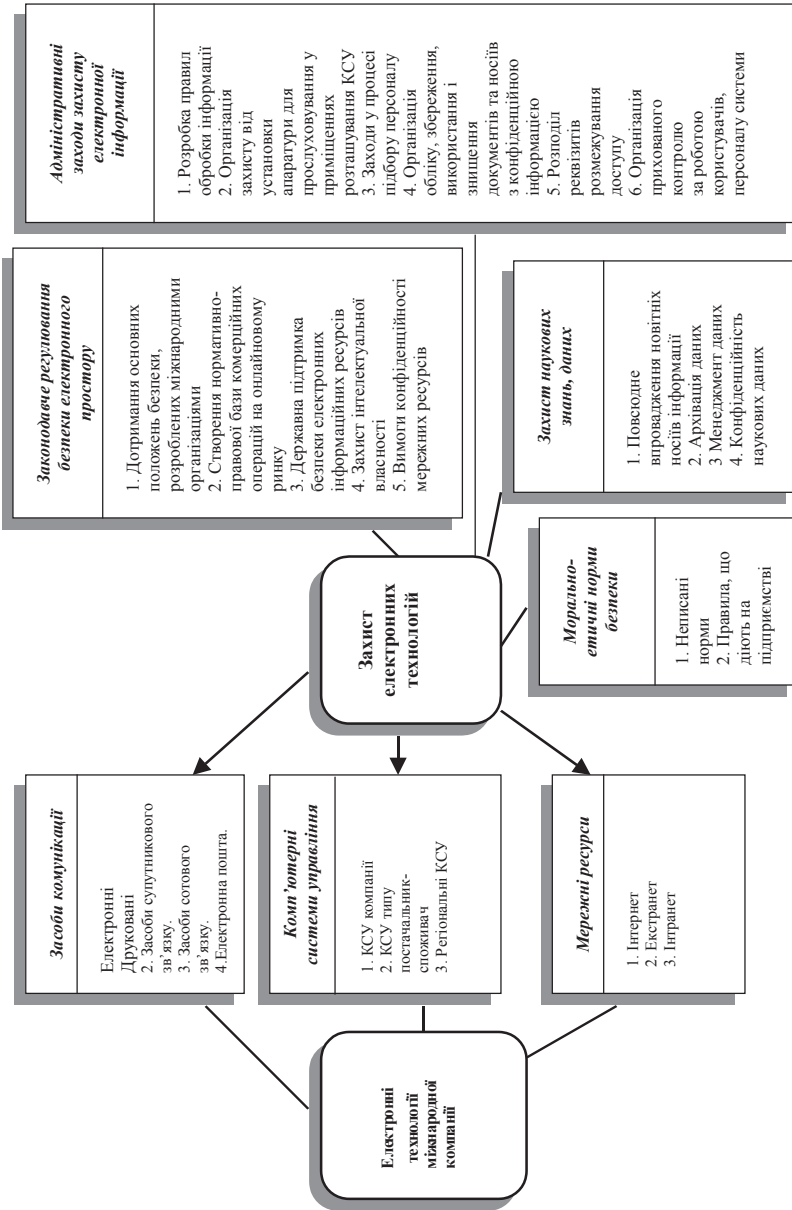 Електронні
технології
міжнародної
компанії
Засоби комунікації
Електронні
Друковані
2. Засоби супутникового
зв’язку.
3. Засоби сотового
зв’язку.
4.Електронна пошта.
Комп’ютерні
системи управління
1. КСУ компанії
2. КСУ типу
постачальник-
споживач
3. Регіональні КСУ
Мережні ресурси
1. Інтернет
2. Екстранет
3. Інтранет
Захист
електронних
технологій
Законодавче регулювання
безпеки електронного
простору
1. Дотримання основних
положень безпеки,
розроблених міжнародними
організаціями
2. Створення нормативно-
правової бази комерційних
операцій на онлайновому
ринку
3. Державна підтримка
безпеки електронних
інформаційних ресурсів
4. Захист інтелектуальної
власності
5. Вимоги конфіденційності
мережних ресурсів
Морально-
етичні норми
безпеки
1. Неписані
норми
2. Правила, що
діють на
підприємстві
Захист наукових
знань, даних
1. Повсюдне
впровадження новітніх
носіїв інформації
2. Архівація даних
3 Менеджмент даних
4. Конфіденційність
наукових даних
Адміністративні
заходи захисту
електронної
інформації
1. Розробка правил
обробки інформації
2. Організація
захисту від
установки
апаратури для
прослуховування у
приміщеннях
розташування КСУ
3. Заходи у процесі
підбору персоналу
4. Організація
обліку, збереження,
використання і
знищення
документів та носіїв
з конфіденційною
інформацією
5. Розподіл
реквізитів
розмежування
доступу
6. Організація
прихованого
контролю
за роботою
користувачів,
персоналу системи